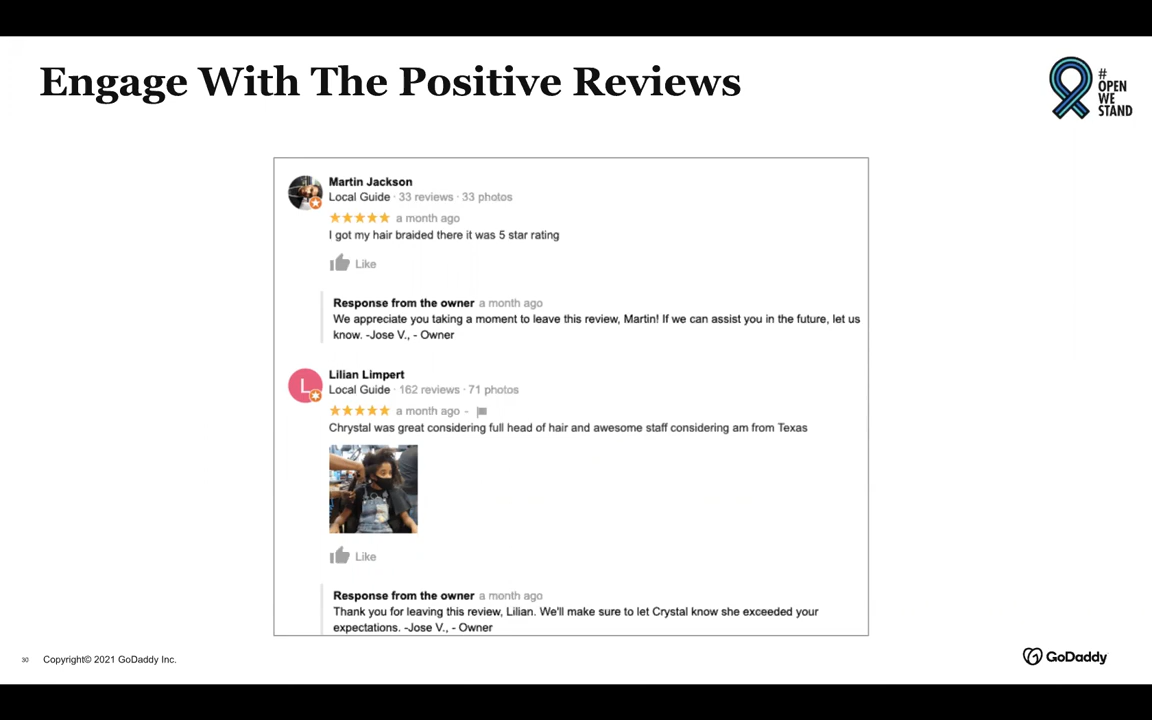 Engage With The Positive Reviews
#
OPEN
WE
STAND
Martin Jackson
Local Guide · 33 reviews · 33 photos
a month ago
I got my hair braided there it was 5 star rating
Like
Response from the owner a month ago
We appreciate you taking a moment to leave this review, Martin! If we can assist you in the future, let us
know. -Jose V., - Owner
L
Lilian Limpert
Local Guide · 162 reviews · 71 photos
a month ago -
Chrystal was great considering full head of hair and awesome staff considering am from Texas
Like
Response from the owner a month ago
Thank you for leaving this review, Lilian. We'll make sure to let Crystal know she exceeded your
expectations. -Jose V., - Owner
30 Copyright© 2021 GoDaddy Inc.
GoDaddy